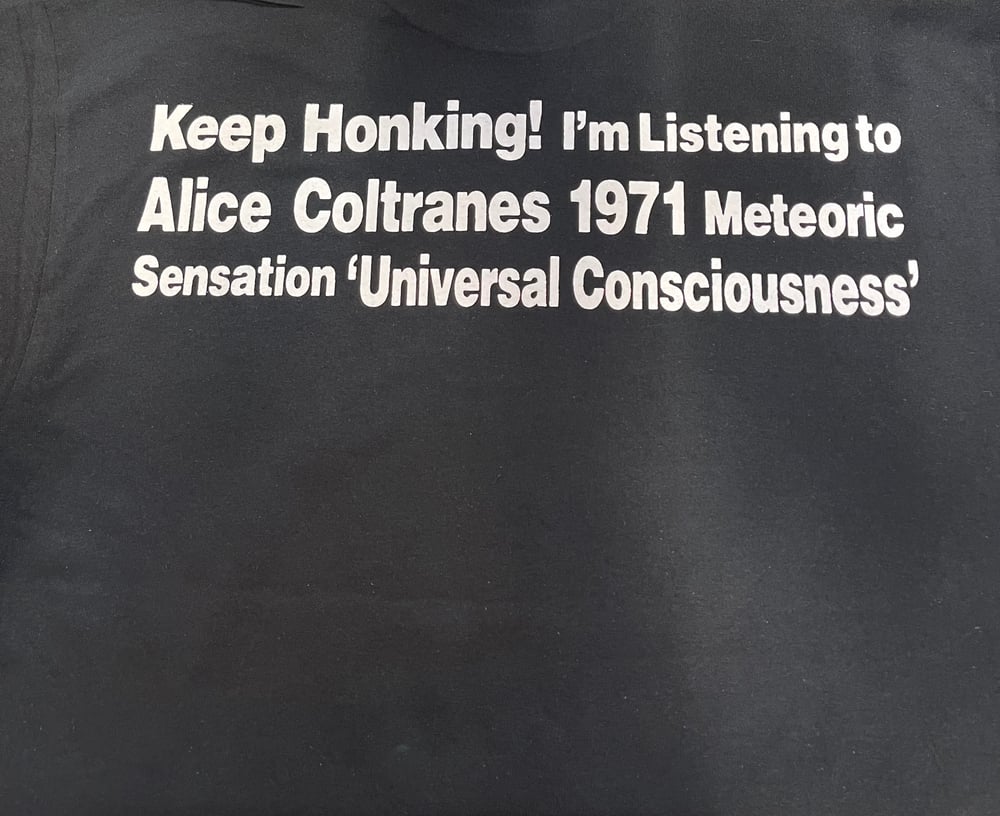 Keep Honking! I'm Listening to
Alice Coltranes 1971 Meteoric
Sensation ‘Universal Consciousness’